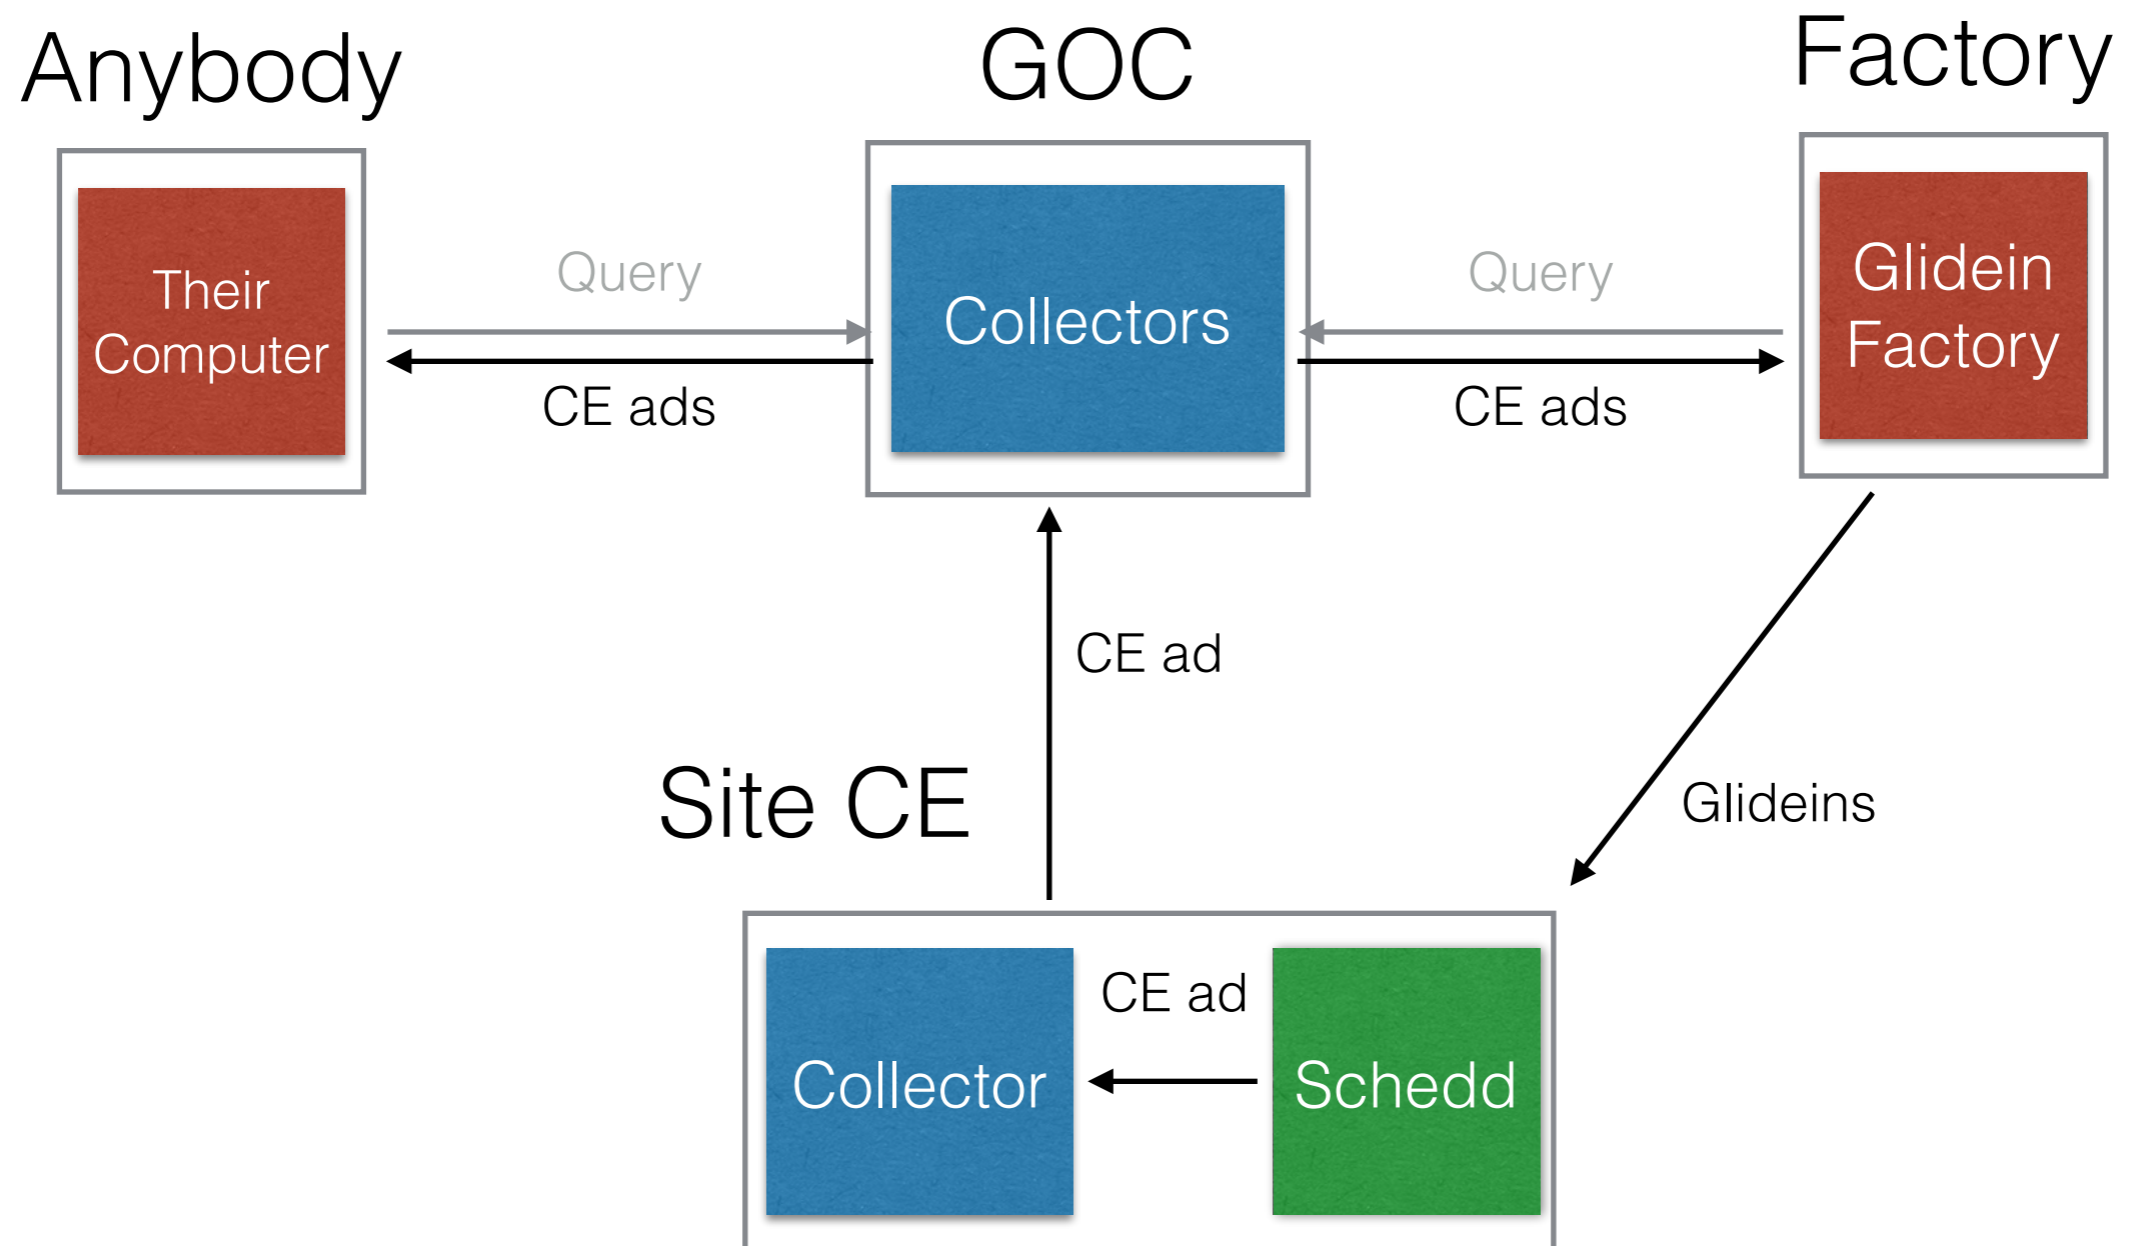 Anybody
GOC
Factory
Their
Computer
Query
CE ads
Collectors
Query
CE ads
Glidein
Factory
CE ad
Glideins
Site CE
Collector
CE ad
Schedd